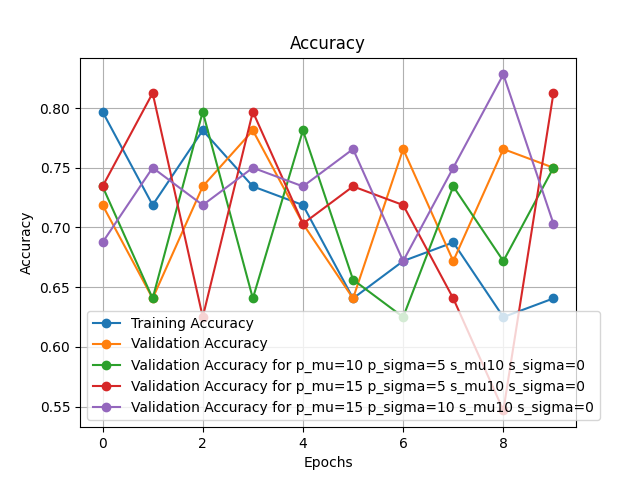 Accuracy
Accuracy
0.80
0.75
0.70
0.65
0.60
0.55
Training Accuracy
Validation Accuracy
Validation Accuracy for p_mu=10 p_sigma=5 s_mu10 s_sigma=0
Validation Accuracy for p_mu=15 p_sigma=5 s_mu10 s_sigma=0
Validation Accuracy for p_mu=15 p_sigma=10 s_mu10 s_sigma=0
0 2 4 6 8
Epochs